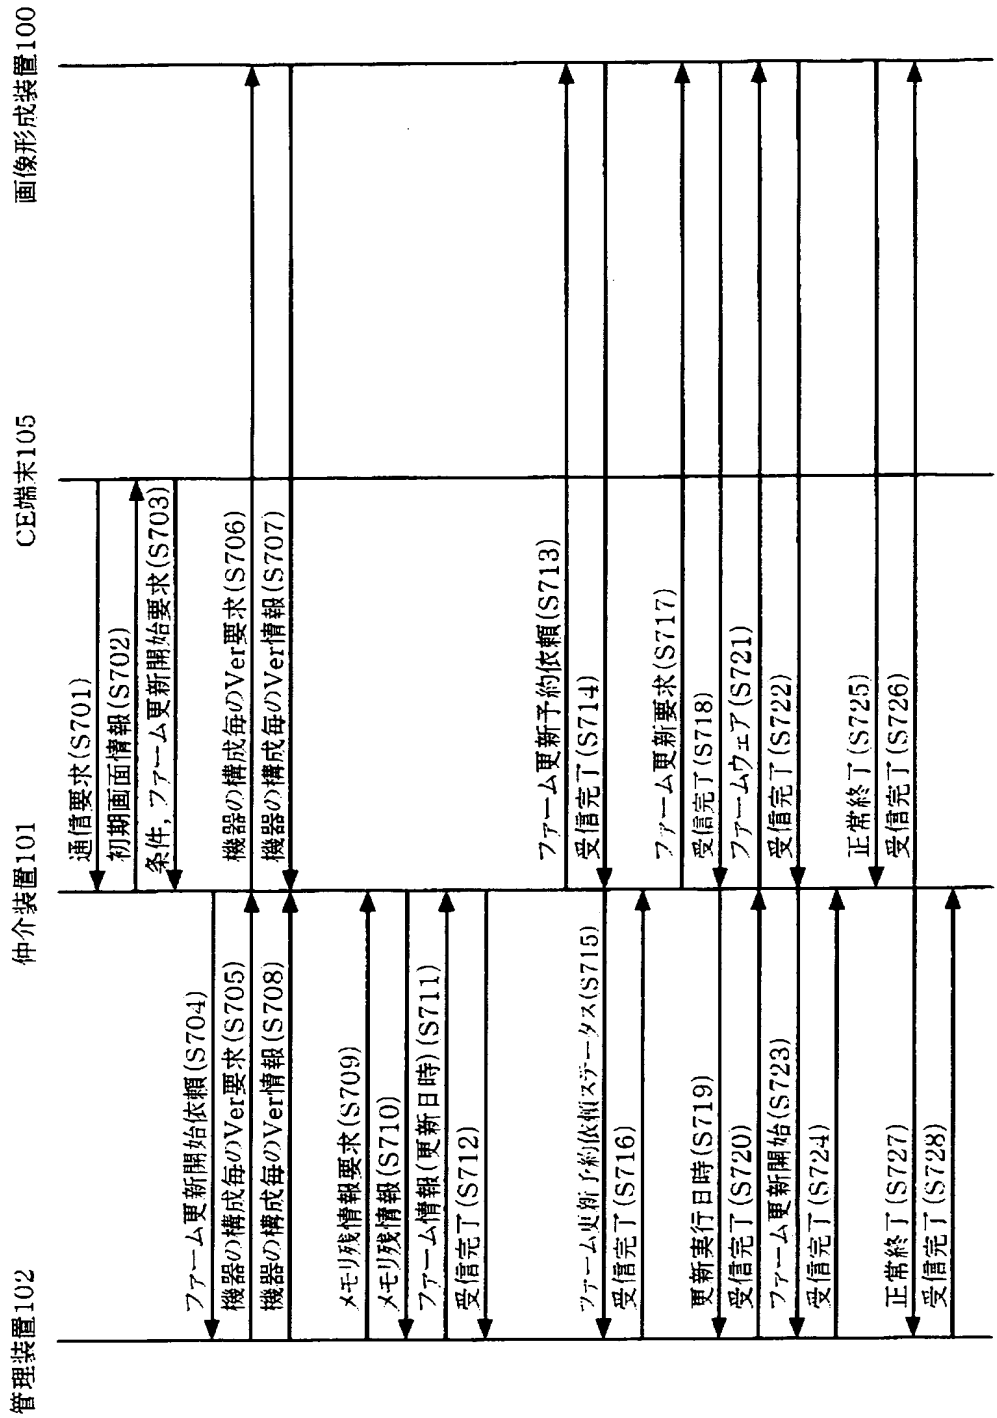 管理装置102
仲介装置101
CE端末105
画像形成装置100
通信要求(S701)
初期画面情報(S702)
条件,ファーム更新開始要求(S703)
ファーム更新開始依頼(S704)
機器の構成毎のVer要求(S705)
機器の構成毎のVer要求(S706)
機器の構成毎のVer情報(S707)
機器の構成毎のVer情報(S708)
メモリ残情報要求(S709)
メモリ残情報(S710)
ファーム情報(更新日時)(S711)
受信完了(S712)
ファーム更新予約依頼(S713)
受信完了(S714)
ファーム更新予約依頼ステータス(S715)
受信完了(S716)
ファーム更新要求(S717)
受信完了(S718)
更新実行日時(S719)
受信完了(S720)
ファームウェア(S721)
受信完了(S722)
ファーム更新開始(S723)
受信完了(S724)
正常終了(S725)
受信完了(S726)
正常終了(S727)
受信完了(S728)